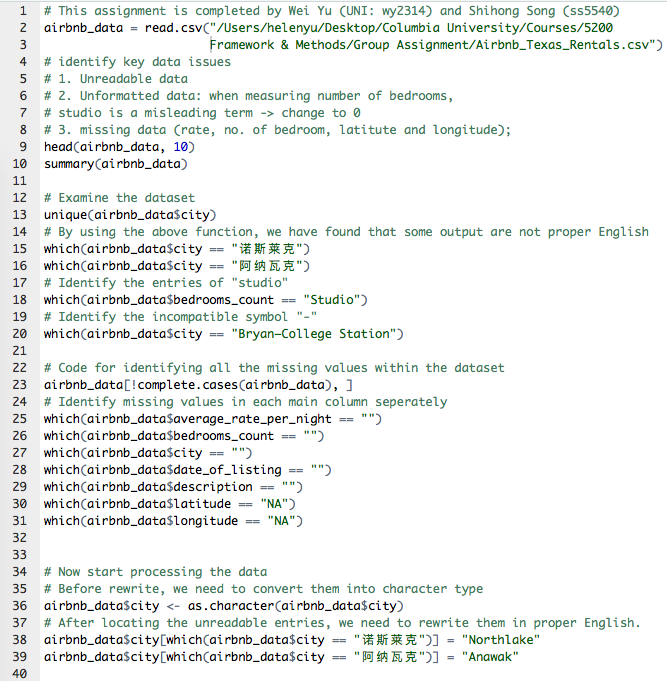 1 # This assignment is completed by Wei Yu (UNI: wy2314) and Shihong Song (ss5540)
2 airbnb_data = read.csv("/Users/helenyu/Desktop/Columbia University/Courses/5200
3 Framework & Methods/Group Assignment/Airbnb_Texas_Rentals.csv")
4 # identify key data issues
5 # 1. Unreadable data
6 # 2. Unformatted data: when measuring number of bedrooms,
7 # studio is a misleading term -> change to 0
8 # 3. missing data (rate, no. of bedroom, latitute and longitude);
9 head(airbnb_data, 10)
10 summary(airbnb_data)
11
12 # Examine the dataset
13 unique(airbnb_data$city)
14 # By using the above function, we have found that some output are not proper English
15 which(airbnb_data$city == "诺斯莱克")
16 which(airbnb_data$city == "阿纳瓦克")
17 # Identify the entries of "studio"
18 which(airbnb_data$bedrooms_count == "Studio")
19 # Identify the incompatible symbol "-"
20 which(airbnb_data$city == "Bryan-College Station")
21
22 # Code for identifying all the missing values within the dataset
23 airbnb_data[!complete.cases(airbnb_data), ]
24 # Identify missing values in each main column seperately
25 which(airbnb_data$average_rate_per_night == "")
26 which(airbnb_data$bedrooms_count == "")
27 which(airbnb_data$city == "")
28 which(airbnb_data$date_of_listing == "")
29 which(airbnb_data$description == "")
30 which(airbnb_data$latitude == "NA")
31 which(airbnb_data$longitude == "NA")
32
33
34 # Now start processing the data
35 # Before rewrite, we need to convert them into character type
36 airbnb_data$city <- as.character(airbnb_data$city)
37 # After locating the unreadable entries, we need to rewrite them in proper English.
38 airbnb_data$city[which(airbnb_data$city == "诺斯莱克")] = "Northlake"
39 airbnb_data$city[which(airbnb_data$city == "阿纳瓦克")] = "Anawak"
40